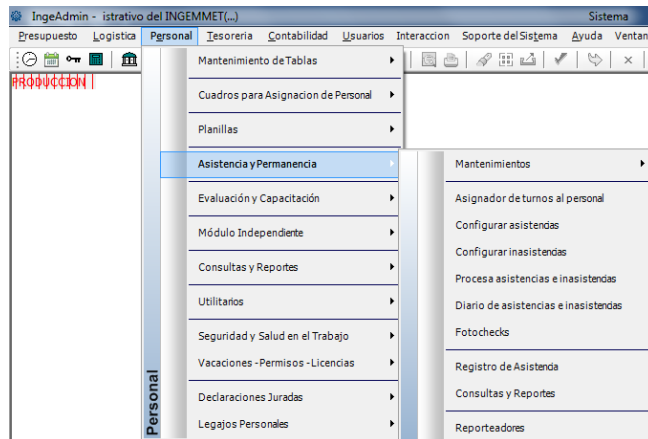 IngeAdmin - istrativo del INGEMMET(...) Sistema
Presupuesto Logistica Personal Tesoreria Contabilidad Usuarios Interaccion Soporte del Sistema Ayuda Ventan
PRODUCCION
Mantenimiento de Tablas
Cuadros para Asignacion de Personal
Planillas
Asistencia y Permanencia
Evaluación y Capacitación
Módulo Independiente
Consultas y Reportes
Utilitarios
Seguridad y Salud en el Trabajo
Vacaciones - Permisos - Licencias
Declaraciones Juradas
Legajos Personales
Personal
Mantenimientos
Asignador de turnos al personal
Configurar asistencias
Configurar inasistencias
Procesa asistencias e inasistencias
Diario de asistencias e inasistencias
Fotochecks
Registro de Asistencia
Consultas y Reportes
Reporteadores